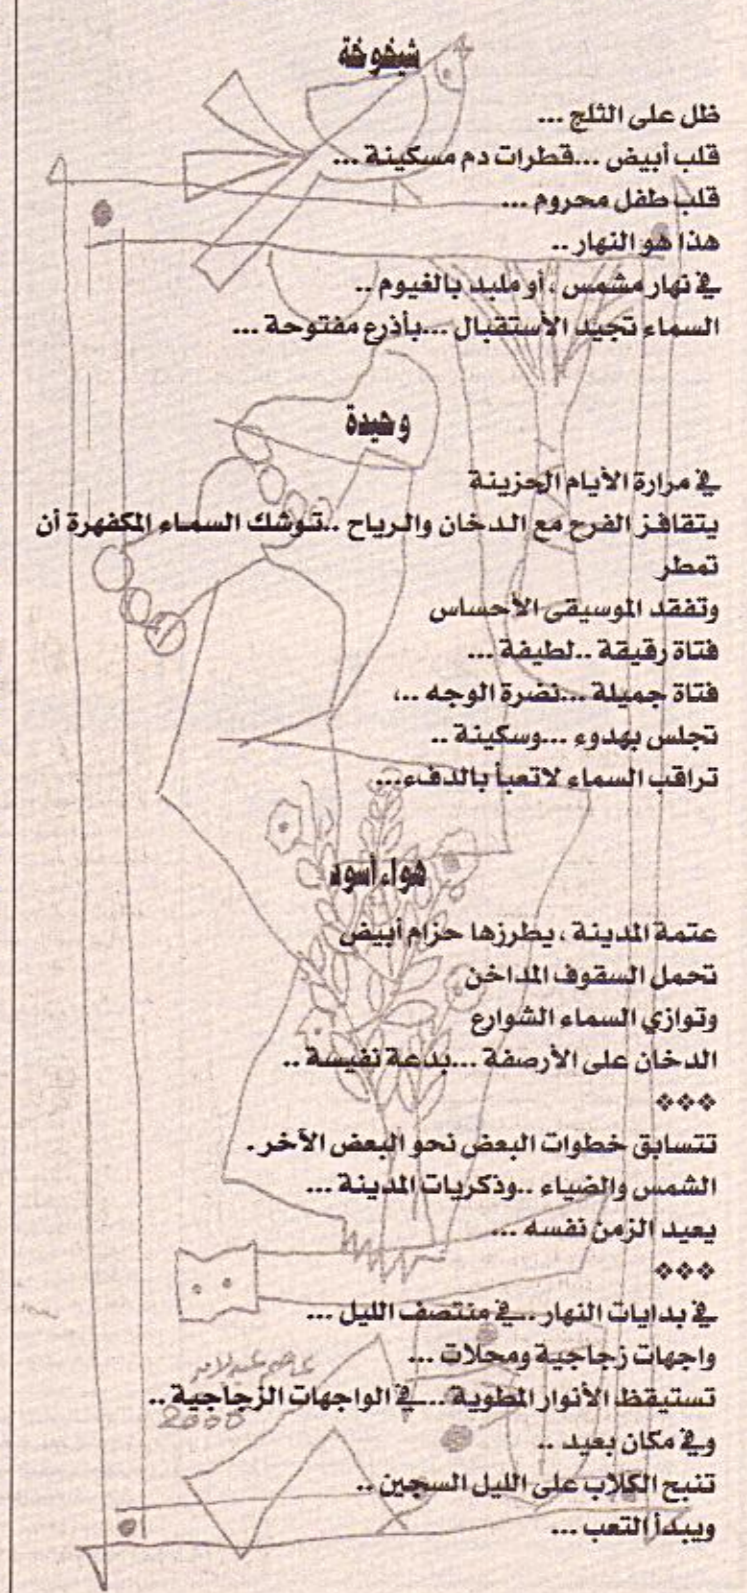 شيخوخة
ظل على الثلج ...
قلب أبيض ...قطرات دم مسكينة ...
قلب طفل محروم ...
هذا هو النهار ..
في نهار مشمس ،أو ملبد بالغيوم ..
السماء تجيد الأستقبال ...بأذرع مفتوحة ...
وحيدة
في مرارة الأيام الحزينة
يتقافز الفرح مع الدخان والرياح ..توشك السماء المكفهرة أن
تمطر
وتفقد الموسيقى الأحساس
فتاة رقيقة ..لطيفة ...
فتاة جميلة ...نضرة الوجه ..،
تجلس بهدوء ...وسكينة ..
تراقب السماء لاتعبأ بالدفء...
هواء أسود
عتمة المدينة ، يطرزها حزام أبيض
تحمل السقوف المداخن
وتوازي السماء الشوارع
الدخان على الأرصفة ...بدعة نفيسة ..
❖❖❖
تتسابق خطوات البعض نحو البعض الآخر.
الشمس والضياء ..وذكريات المدينة ...
يعيد الزمن نفسه ...
❖❖❖
في بدايات النهار ..في منتصف الليل ...
واجهات زجاجية ومحلات ...
تستيقظ الأنوار المطوية ...في الواجهات الزجاجية ..
2000
وفي مكان بعيد ..
تنبح الكلاب على الليل السجين ..
ويبدأ التعب ...